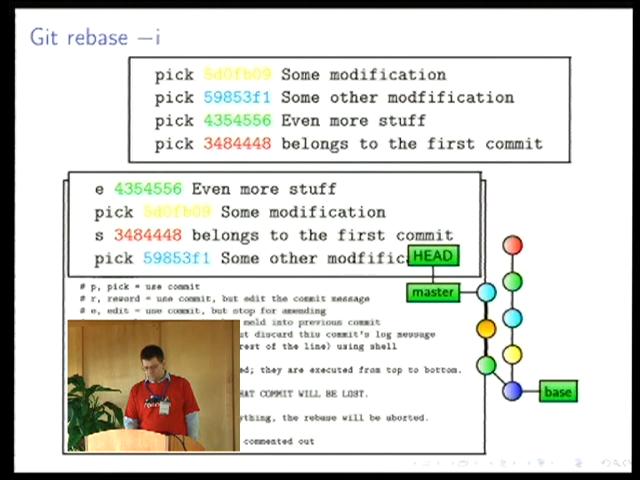 Git rebase –i
pick 5d0fb09 Some modification
pick 59853f1 Some other modfification
pick 4354556 Even more stuff
pick 3484448 belongs to the first commit
e 4354556 Even more stuff
pick 5d0fb09 Some modification
s 3484448 belongs to the first commit
pick 59853f1 Some other modfific
HEAD
master
base
# p, pick = use commit
# r, reword = use commit, but edit the commit message
# e, edit = use commit, but stop for amending
meld into previous commit
but discard this commit's log message
rest of the line) using shell
ed; they are executed from top to bottom.
HAT COMMIT WILL BE LOST.
ything, the rebase will be aborted.
commented out